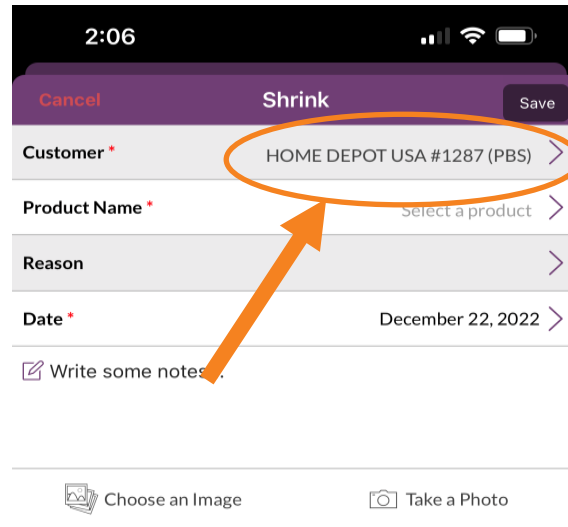 2:06
Cancel Shrink Save
Customer * HOME DEPOT USA #1287 (PBS)
Product Name * Select a product
Reason
Date * December 22, 2022
Write some notes...
Choose an Image Take a Photo